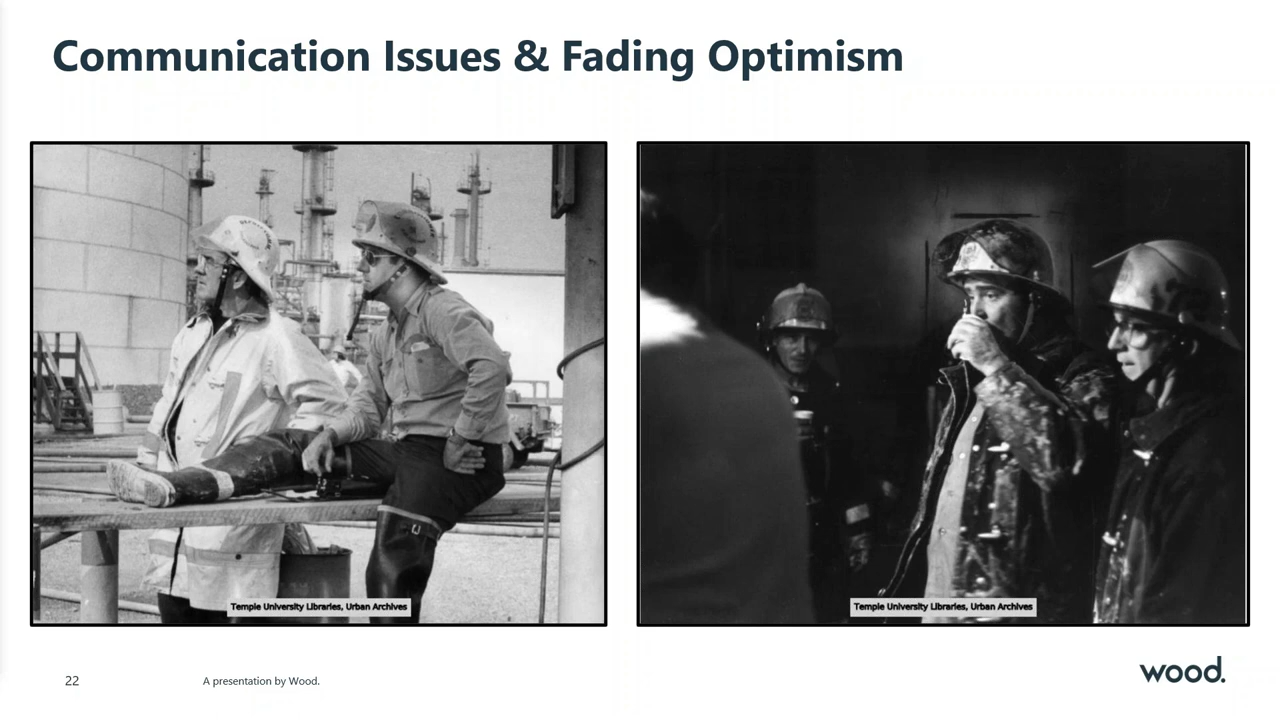 Communication Issues & Fading Optimism
Temple University Libraries, Urban Archives
Temple University Libraries, Urban Archives
22
A presentation by Wood.
wood.